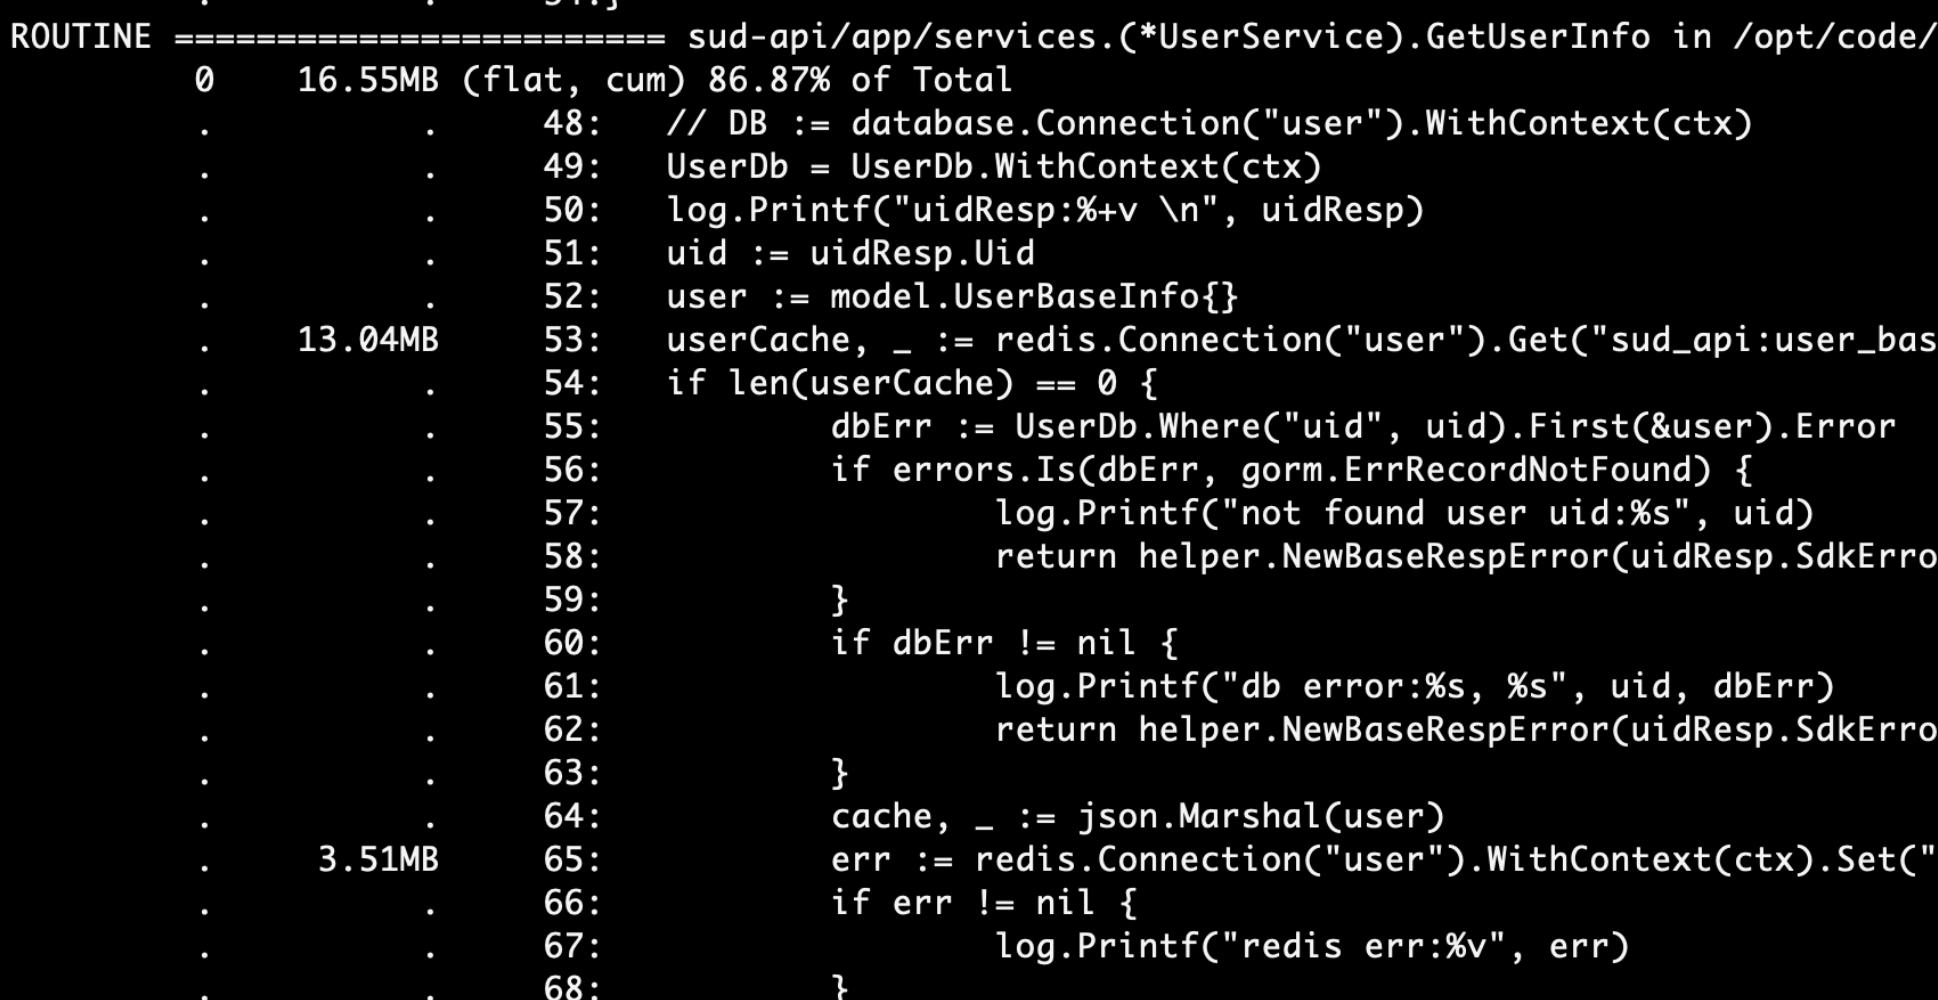 ROUTINE ======================== sud-api/app/services.(*UserService).GetUserInfo in /opt/code/
0 16.55MB (flat, cum) 86.87% of Total
. . 48: // DB := database.Connection("user").WithContext(ctx)
. . 49: UserDb = UserDb.WithContext(ctx)
. . 50: log.Printf("uidResp:%+v \n", uidResp)
. . 51: uid := uidResp.Uid
. . 52: user := model.UserBaseInfo{}
. 13.04MB 53: userCache, _ := redis.Connection("user").Get("sud_api:user_bas
. . 54: if len(userCache) == 0 {
. . 55: dbErr := UserDb.Where("uid", uid).First(&user).Error
. . 56: if errors.Is(dbErr, gorm.ErrRecordNotFound) {
. . 57: log.Printf("not found user uid:%s", uid)
. . 58: return helper.NewBaseRespError(uidResp.SdkErro
. . 59: }
. . 60: if dbErr != nil {
. . 61: log.Printf("db error:%s, %s", uid, dbErr)
. . 62: return helper.NewBaseRespError(uidResp.SdkErro
. . 63: }
. . 64: cache, _ := json.Marshal(user)
. 3.51MB 65: err := redis.Connection("user").WithContext(ctx).Set("
. . 66: if err != nil {
. . 67: log.Printf("redis err:%v", err)
. . 68: }